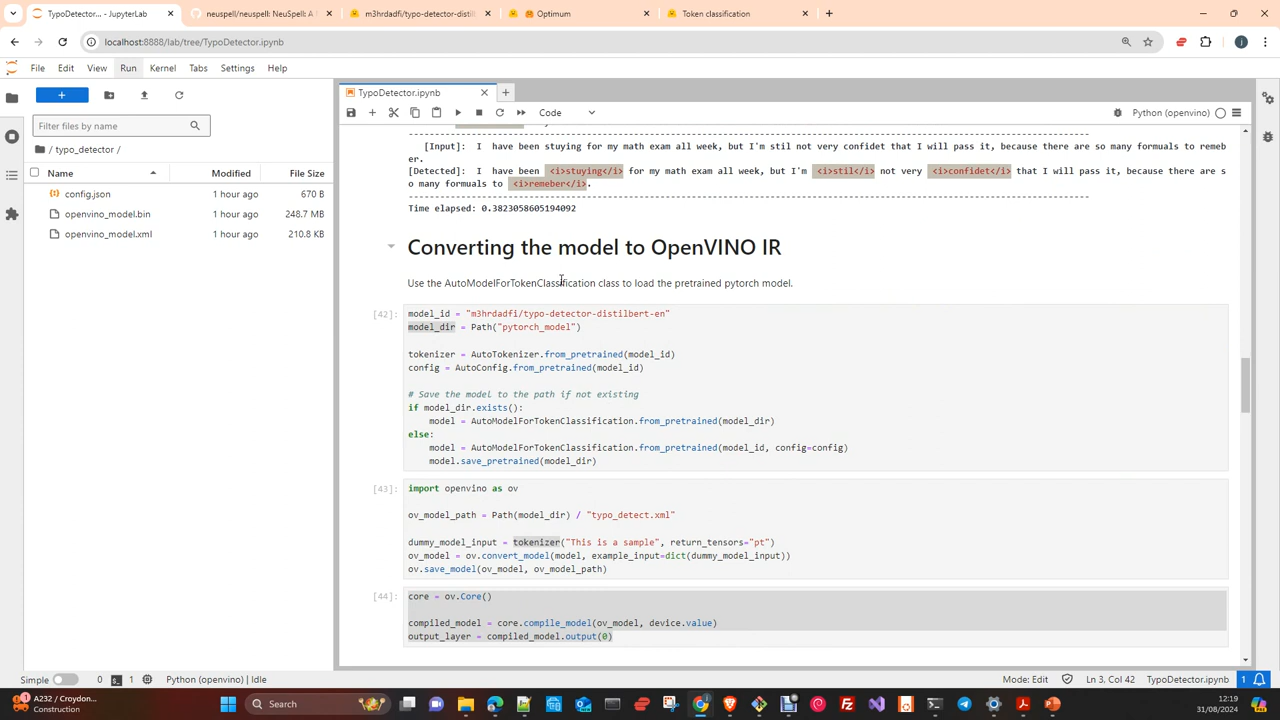 TypoDetector... - JupyterLab
neuspell/neuspell: NeuSpell: A
m3hrdadfi/typo-detector-distil
Optimum
Token classification
localhost:8888/lab/tree/TypoDetector.ipynb
File Edit View Run Kernel Tabs Settings Help
TypoDetector.ipynb
Code
Python (openvino)
Filter files by name
/ typo_detector /
Name Modified File Size
config.json 1 hour ago 670 B
openvino_model.bin 1 hour ago 248.7 MB
openvino_model.xml 1 hour ago 210.8 KB
[Input]: I have been stuying for my math exam all week, but I'm stil not very confidet that I will pass it, because there are so many formuals to remeb
er.
[Detected]: I have been <i>stuying</i> for my math exam all week, but I'm <i>stil</i> not very <i>confidet</i> that I will pass it, because there are s
o many formuals to <i>remeber</i>.
Time elapsed: 0.3823058605194092
Converting the model to OpenVINO IR
Use the AutoModelForTokenClassification class to load the pretrained pytorch model.
[42]:
model_id = "m3hrdadfi/typo-detector-distilbert-en"
model_dir = Path("pytorch_model")
tokenizer = AutoTokenizer.from_pretrained(model_id)
config = AutoConfig.from_pretrained(model_id)
# Save the model to the path if not existing
if model_dir.exists():
model = AutoModelForTokenClassification.from_pretrained(model_dir)
else:
model = AutoModelForTokenClassification.from_pretrained(model_id, config=config)
model.save_pretrained(model_dir)
[43]:
import openvino as ov
ov_model_path = Path(model_dir) / "typo_detect.xml"
dummy_model_input = tokenizer("This is a sample", return_tensors="pt")
ov_model = ov.convert_model(model, example_input=dict(dummy_model_input))
ov.save_model(ov_model, ov_model_path)
[44]:
core = ov.Core()
compiled_model = core.compile_model(ov_model, device.value)
output_layer = compiled_model.output(0)
Simple 0 1 Python (openvino) | Idle
Mode: Edit Ln 3, Col 42 TypoDetector.ipynb 1
A232 / Croydon...
Construction
Search
12:19
31/08/2024